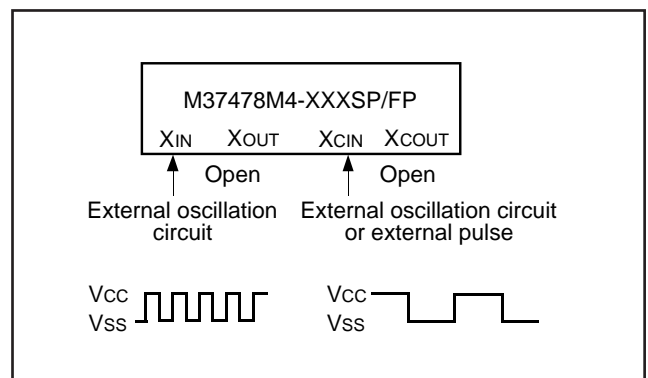 M37478M4-XXXSP/FP
XIN XOUT XCIN XCOUT
Open Open
External oscillation circuit
External oscillation circuit or external pulse
VCC
VSS
VCC
VSS